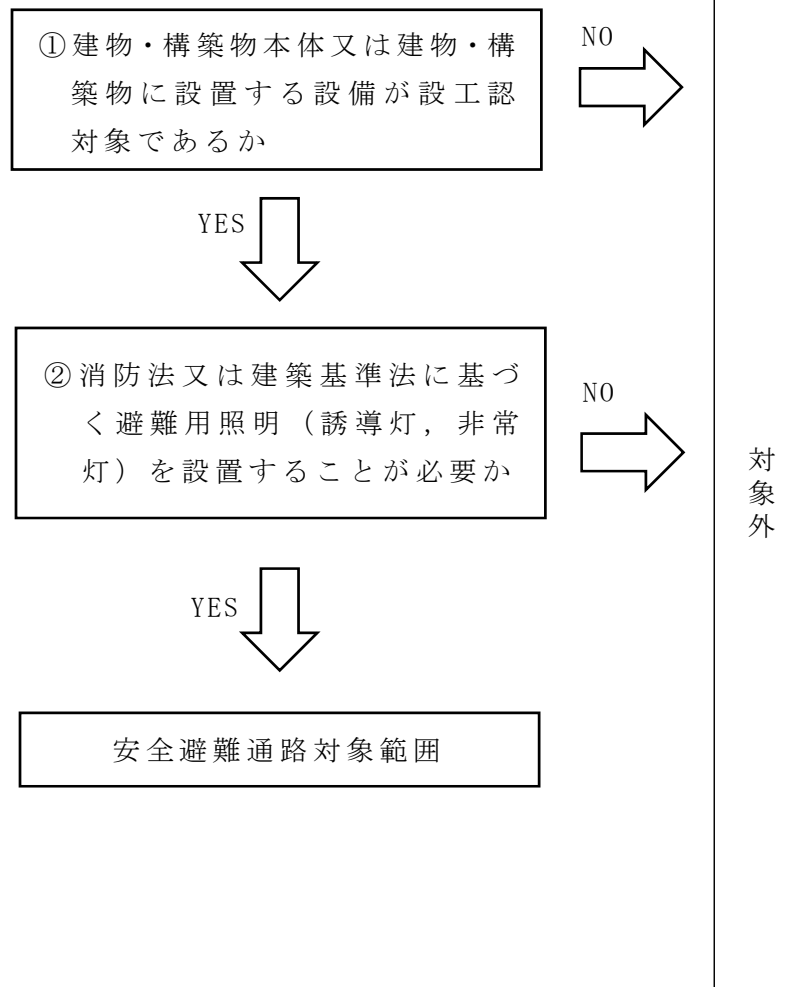 ①建物・構築物本体又は建物・構
築物に設置する設備が設工認
対象であるか
NO
YES
②消防法又は建築基準法に基づ
く避難用照明（誘導灯，非常
灯）を設置することが必要か
NO
YES
安全避難通路対象範囲
対象外